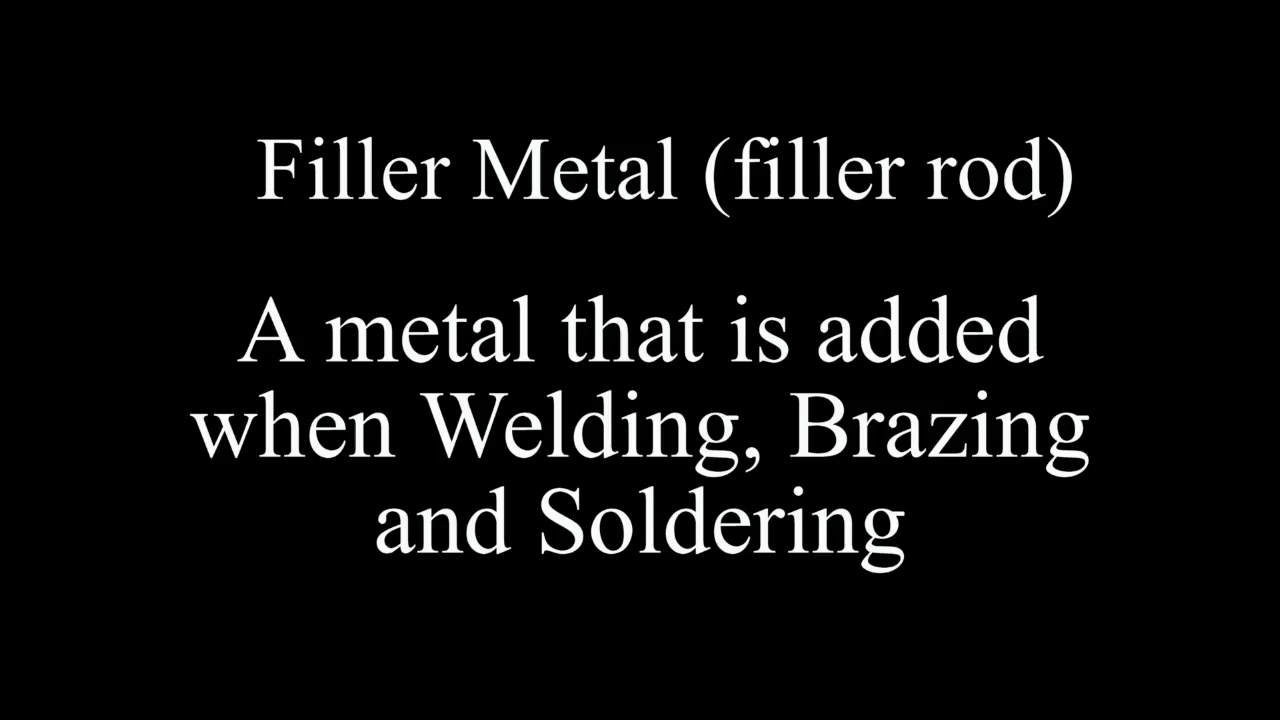 Filler Metal (filler rod)
A metal that is added
when Welding, Brazing
and Soldering